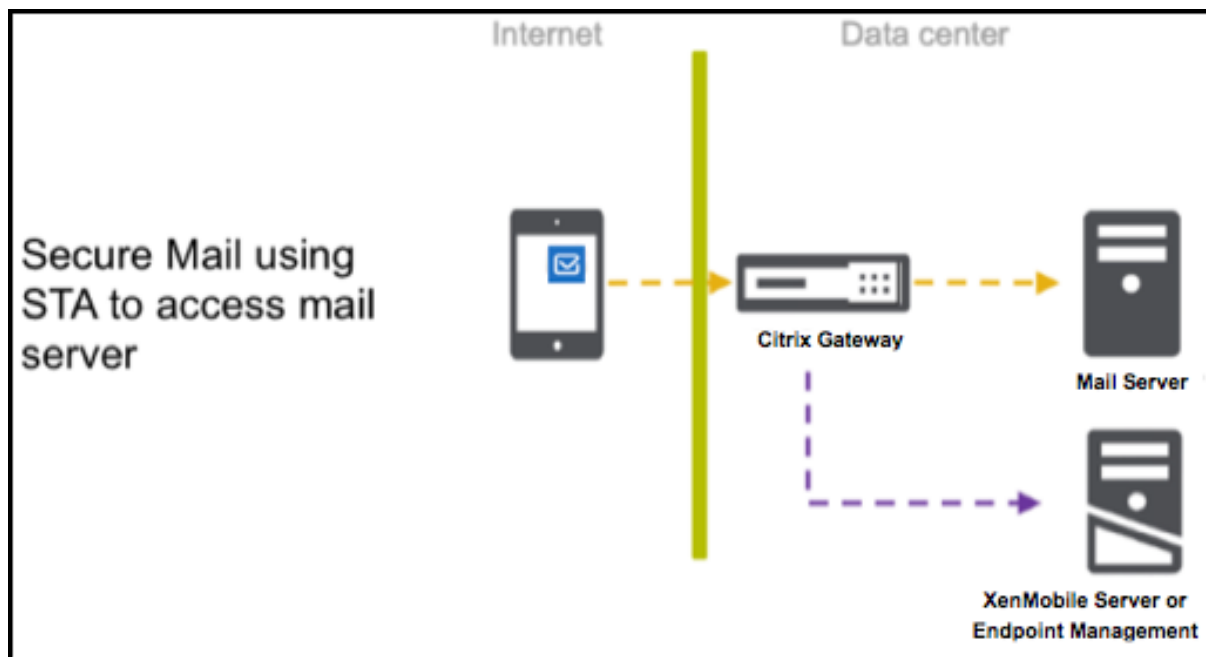 Internet
Data center
Secure Mail using
STA to access mail
server
Citrix Gateway
Mail Server
XenMobile Server or
Endpoint Management